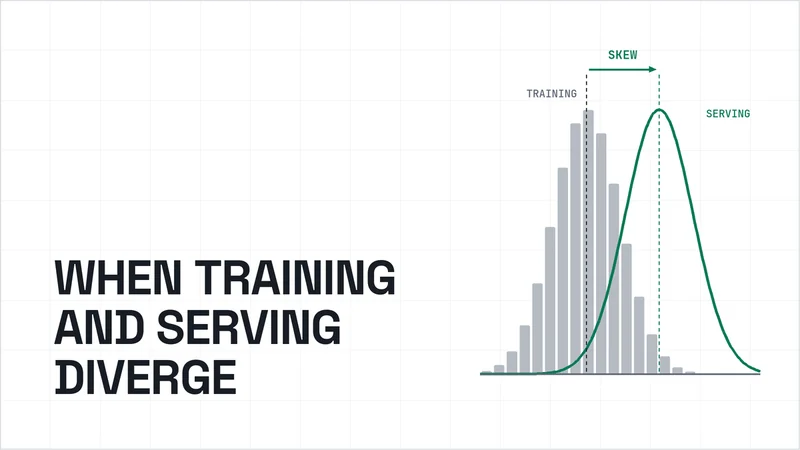 SKEW
TRAINING
SERVING
WHEN TRAINING
AND SERVING
DIVERGE